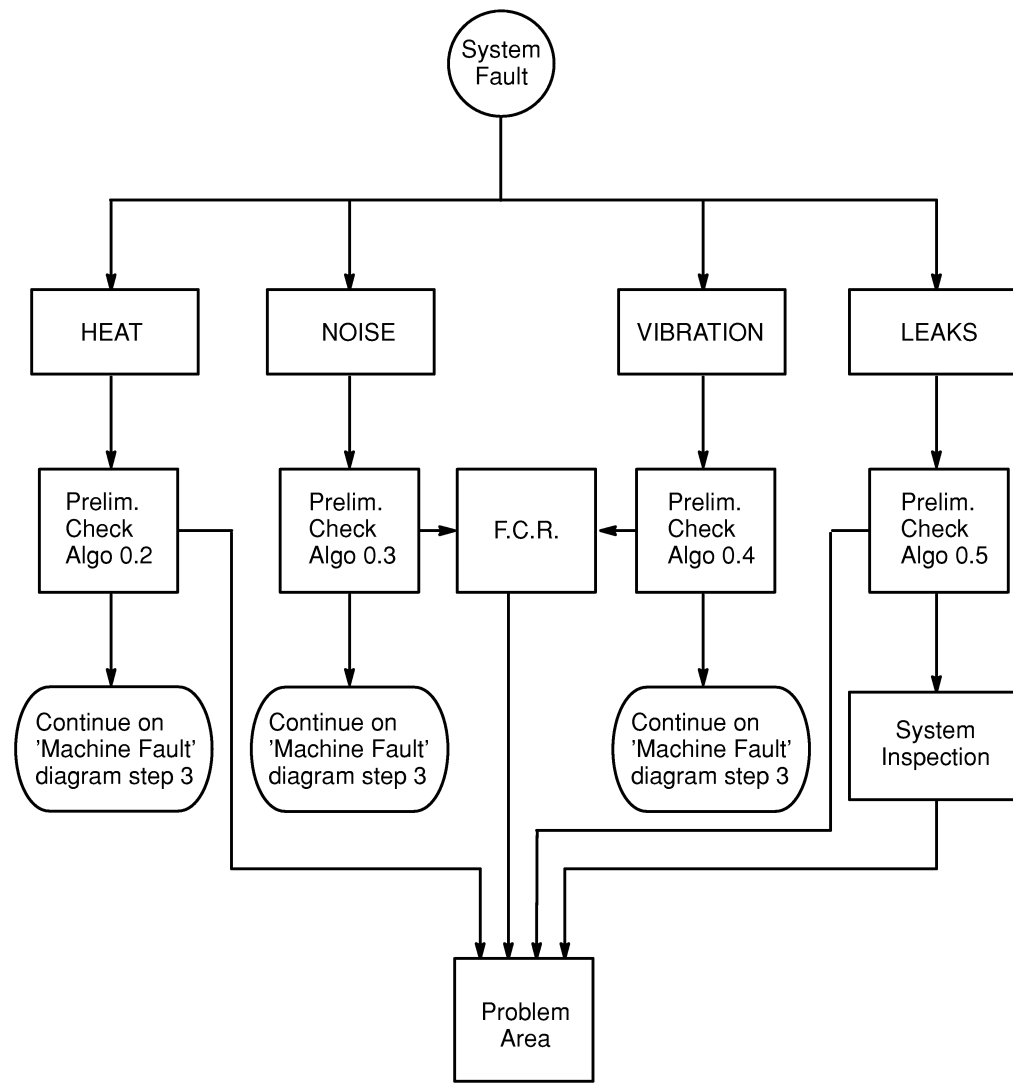 System
Fault
HEAT
NOISE
VIBRATION
LEAKS
Prelim.
Check
Algo 0.2
Prelim.
Check
Algo 0.3
F.C.R.
Prelim.
Check
Algo 0.4
Prelim.
Check
Algo 0.5
Continue on
'Machine Fault'
diagram step 3
Continue on
'Machine Fault'
diagram step 3
Continue on
'Machine Fault'
diagram step 3
System
Inspection
Problem
Area